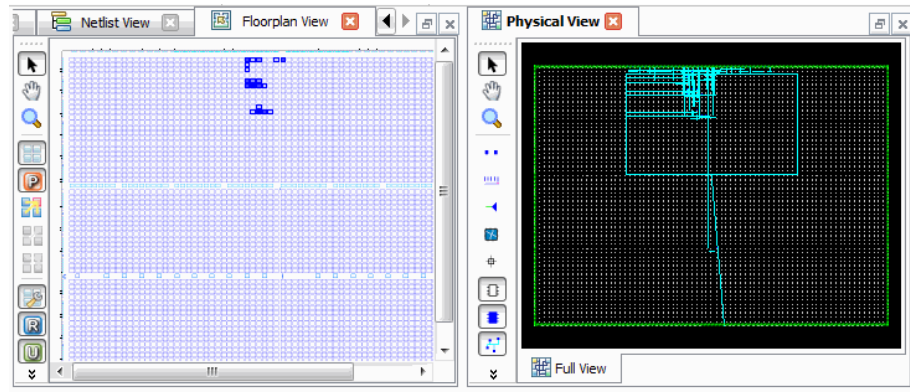 Netlist View
Floorplan View
Physical View
P
R
U
Full View